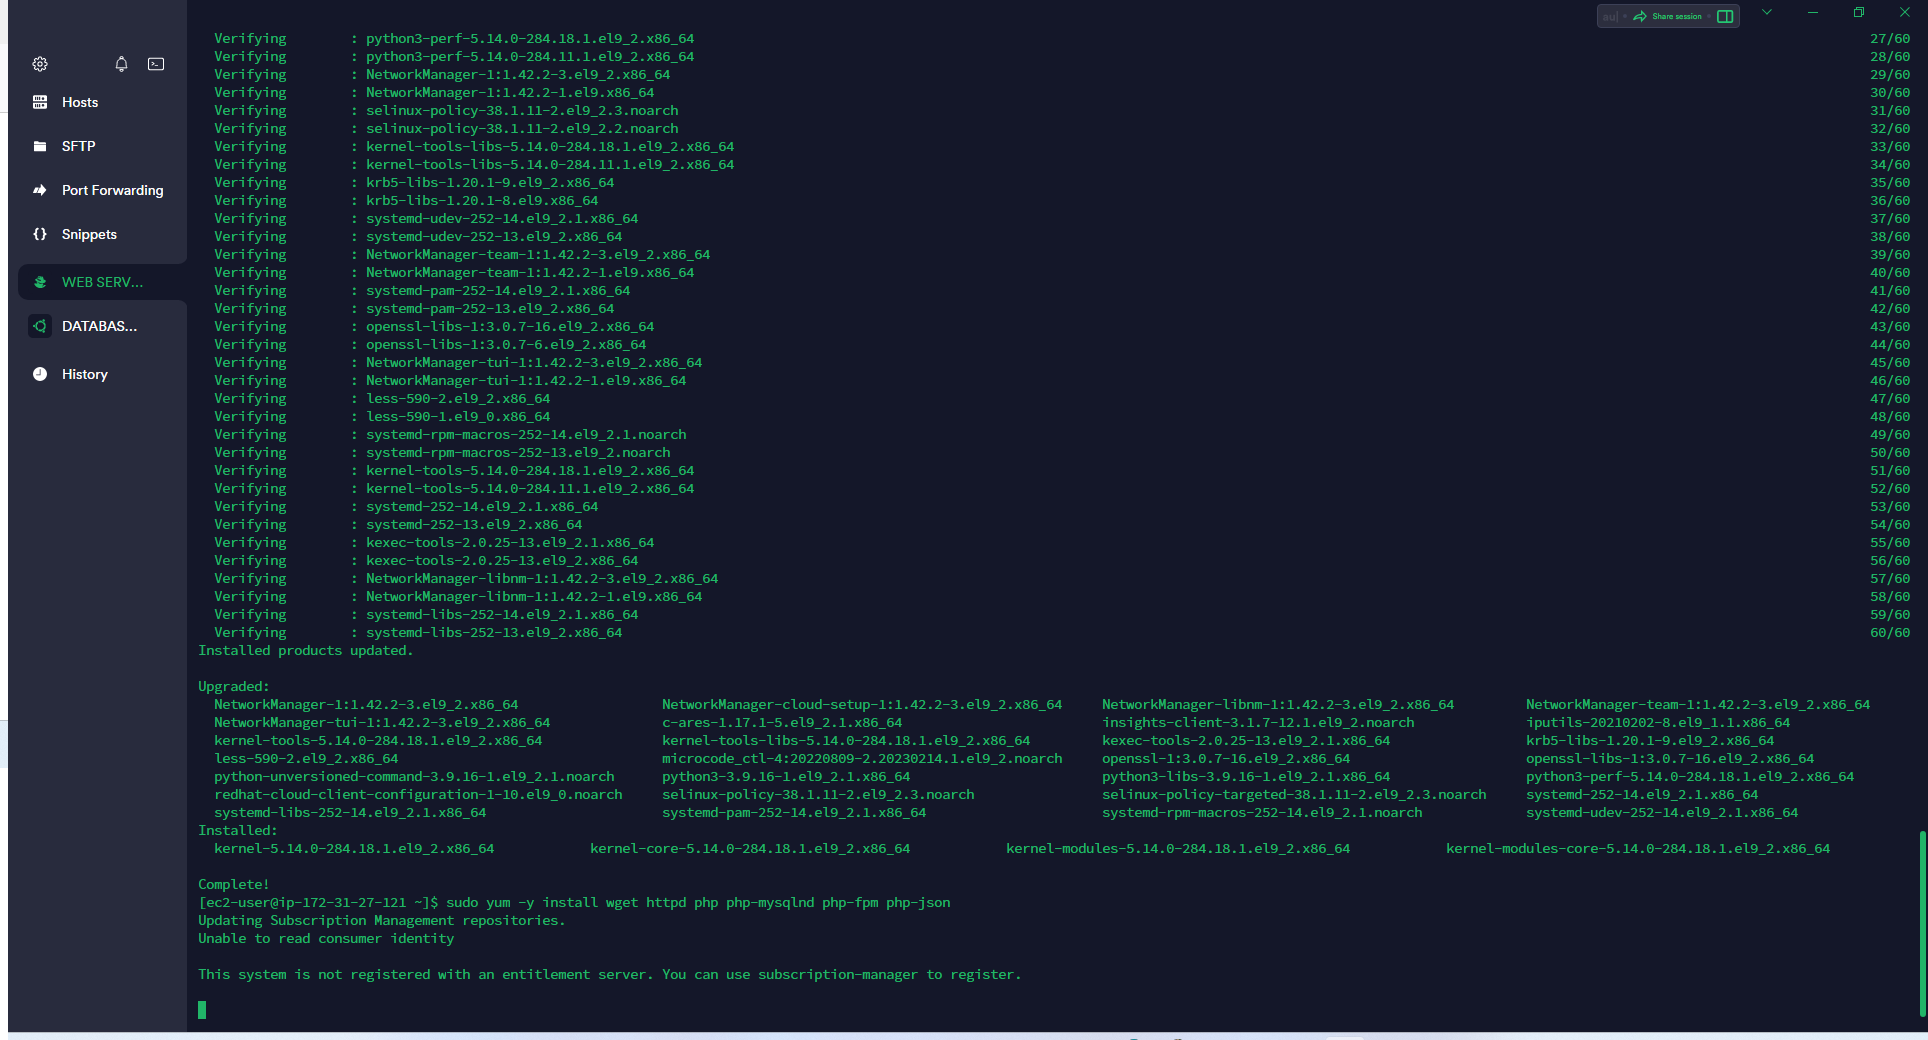 au
Share session
Hosts
SFTP
Port Forwarding
Snippets
WEB SERV...
DATABAS...
History
Verifying : python3-perf-5.14.0-284.18.1.el9_2.x86_64 27/60
Verifying : python3-perf-5.14.0-284.11.1.el9_2.x86_64 28/60
Verifying : NetworkManager-1:1.42.2-3.el9_2.x86_64 29/60
Verifying : NetworkManager-1:1.42.2-1.el9.x86_64 30/60
Verifying : selinux-policy-38.1.11-2.el9_2.3.noarch 31/60
Verifying : selinux-policy-38.1.11-2.el9_2.2.noarch 32/60
Verifying : kernel-tools-libs-5.14.0-284.18.1.el9_2.x86_64 33/60
Verifying : kernel-tools-libs-5.14.0-284.11.1.el9_2.x86_64 34/60
Verifying : krb5-libs-1.20.1-9.el9_2.x86_64 35/60
Verifying : krb5-libs-1.20.1-8.el9.x86_64 36/60
Verifying : systemd-udev-252-14.el9_2.1.x86_64 37/60
Verifying : systemd-udev-252-13.el9_2.x86_64 38/60
Verifying : NetworkManager-team-1:1.42.2-3.el9_2.x86_64 39/60
Verifying : NetworkManager-team-1:1.42.2-1.el9.x86_64 40/60
Verifying : systemd-pam-252-14.el9_2.1.x86_64 41/60
Verifying : systemd-pam-252-13.el9_2.x86_64 42/60
Verifying : openssl-libs-1:3.0.7-16.el9_2.x86_64 43/60
Verifying : openssl-libs-1:3.0.7-6.el9_2.x86_64 44/60
Verifying : NetworkManager-tui-1:1.42.2-3.el9_2.x86_64 45/60
Verifying : NetworkManager-tui-1:1.42.2-1.el9.x86_64 46/60
Verifying : less-590-2.el9_2.x86_64 47/60
Verifying : less-590-1.el9_0.x86_64 48/60
Verifying : systemd-rpm-macros-252-14.el9_2.1.noarch 49/60
Verifying : systemd-rpm-macros-252-13.el9_2.noarch 50/60
Verifying : kernel-tools-5.14.0-284.18.1.el9_2.x86_64 51/60
Verifying : kernel-tools-5.14.0-284.11.1.el9_2.x86_64 52/60
Verifying : systemd-252-14.el9_2.1.x86_64 53/60
Verifying : systemd-252-13.el9_2.x86_64 54/60
Verifying : kexec-tools-2.0.25-13.el9_2.1.x86_64 55/60
Verifying : kexec-tools-2.0.25-13.el9_2.x86_64 56/60
Verifying : NetworkManager-libnm-1:1.42.2-3.el9_2.x86_64 57/60
Verifying : NetworkManager-libnm-1:1.42.2-1.el9.x86_64 58/60
Verifying : systemd-libs-252-14.el9_2.1.x86_64 59/60
Verifying : systemd-libs-252-13.el9_2.x86_64 60/60
Installed products updated.
Upgraded:
NetworkManager-1:1.42.2-3.el9_2.x86_64 NetworkManager-cloud-setup-1:1.42.2-3.el9_2.x86_64 NetworkManager-libnm-1:1.42.2-3.el9_2.x86_64 NetworkManager-team-1:1.42.2-3.el9_2.x86_64
NetworkManager-tui-1:1.42.2-3.el9_2.x86_64 c-ares-1.17.1-5.el9_2.1.x86_64 insights-client-3.1.7-12.1.el9_2.noarch iputils-20210202-8.el9_1.1.x86_64
kernel-tools-5.14.0-284.18.1.el9_2.x86_64 kernel-tools-libs-5.14.0-284.18.1.el9_2.x86_64 kexec-tools-2.0.25-13.el9_2.1.x86_64 krb5-libs-1.20.1-9.el9_2.x86_64
less-590-2.el9_2.x86_64 microcode_ctl-4:20220809-2.20230214.1.el9_2.noarch openssl-1:3.0.7-16.el9_2.x86_64 openssl-libs-1:3.0.7-16.el9_2.x86_64
python-unversioned-command-3.9.16-1.el9_2.1.noarch python3-3.9.16-1.el9_2.1.x86_64 python3-libs-3.9.16-1.el9_2.1.x86_64 python3-perf-5.14.0-284.18.1.el9_2.x86_64
redhat-cloud-client-configuration-1-10.el9_0.noarch selinux-policy-38.1.11-2.el9_2.3.noarch selinux-policy-targeted-38.1.11-2.el9_2.3.noarch systemd-252-14.el9_2.1.x86_64
systemd-libs-252-14.el9_2.1.x86_64 systemd-pam-252-14.el9_2.1.x86_64 systemd-rpm-macros-252-14.el9_2.1.noarch systemd-udev-252-14.el9_2.1.x86_64
Installed:
kernel-5.14.0-284.18.1.el9_2.x86_64 kernel-core-5.14.0-284.18.1.el9_2.x86_64 kernel-modules-5.14.0-284.18.1.el9_2.x86_64 kernel-modules-core-5.14.0-284.18.1.el9_2.x86_64
Complete!
[ec2-user@ip-172-31-27-121 ~]$ sudo yum -y install wget httpd php php-mysqlnd php-fpm php-json
Updating Subscription Management repositories.
Unable to read consumer identity
This system is not registered with an entitlement server. You can use subscription-manager to register.